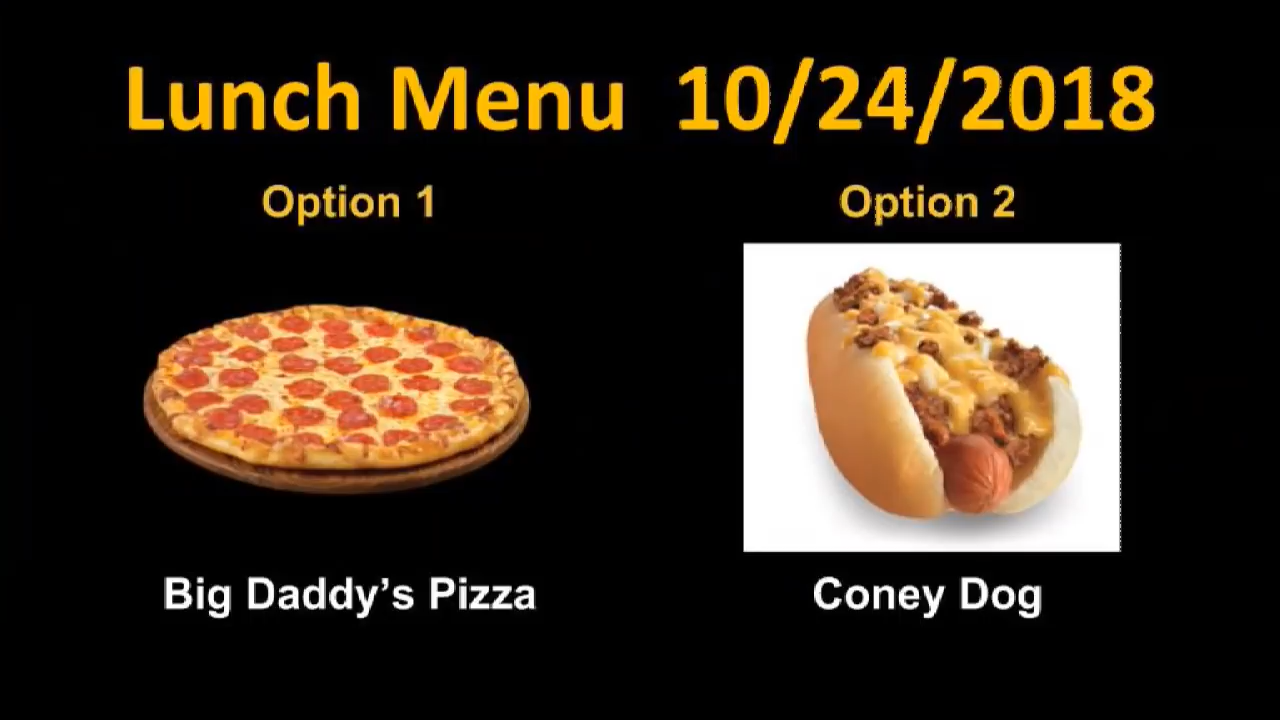 Lunch Menu 10/24/2018
Option 1
Option 2
Big Daddy’s Pizza
Coney Dog